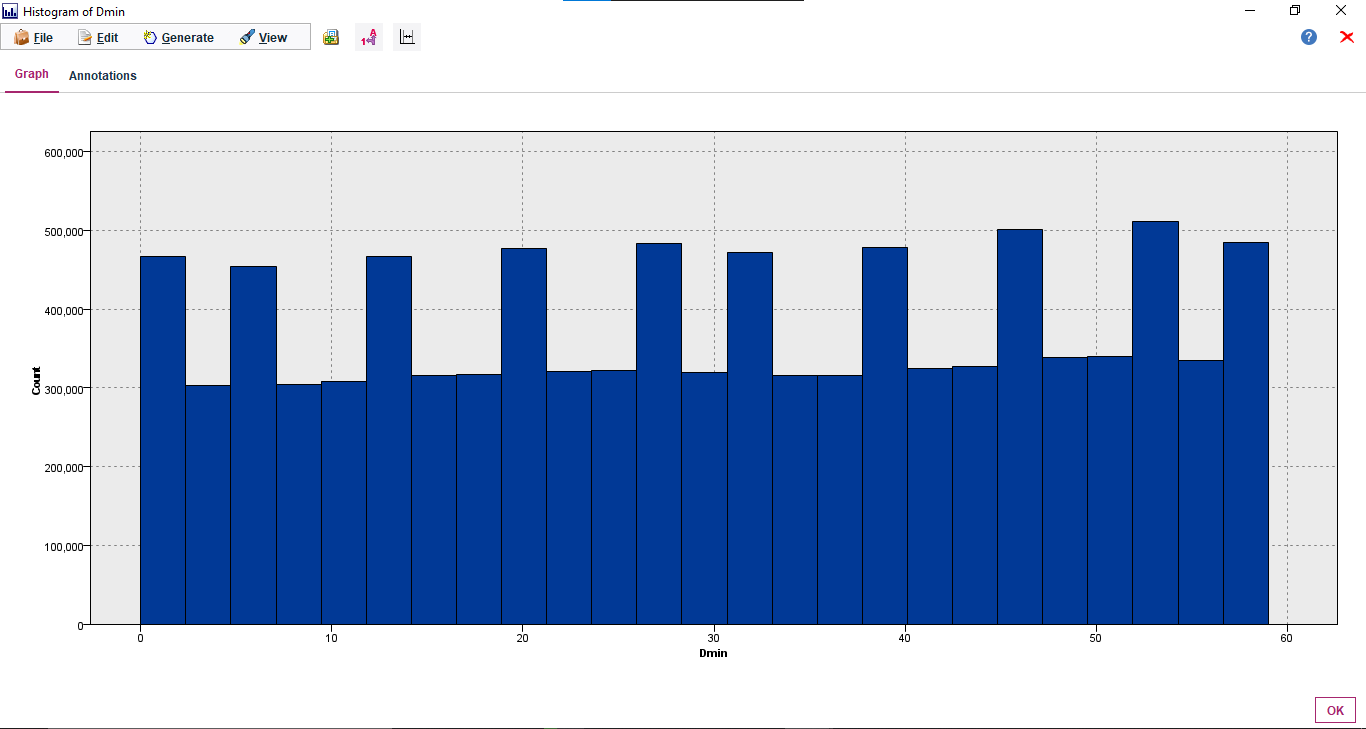 Histogram of Dmin
File Edit Generate View
1 A
?
Graph Annotations
600,000
500,000
400,000
300,000
200,000
100,000
0
Count
0 10 20 30 40 50 60
Dmin
OK